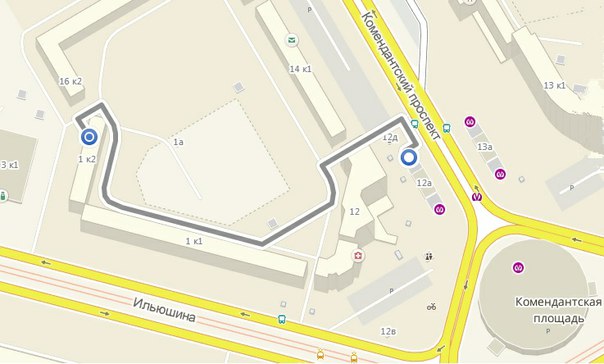 16 к2
14 к1
Комендантский проспект
13 к1
1а
12д
13а
3 к1
1 к2
12а
12
1 к1
Ильюшина
12в
Комендантская
площадь
P
P
P
P